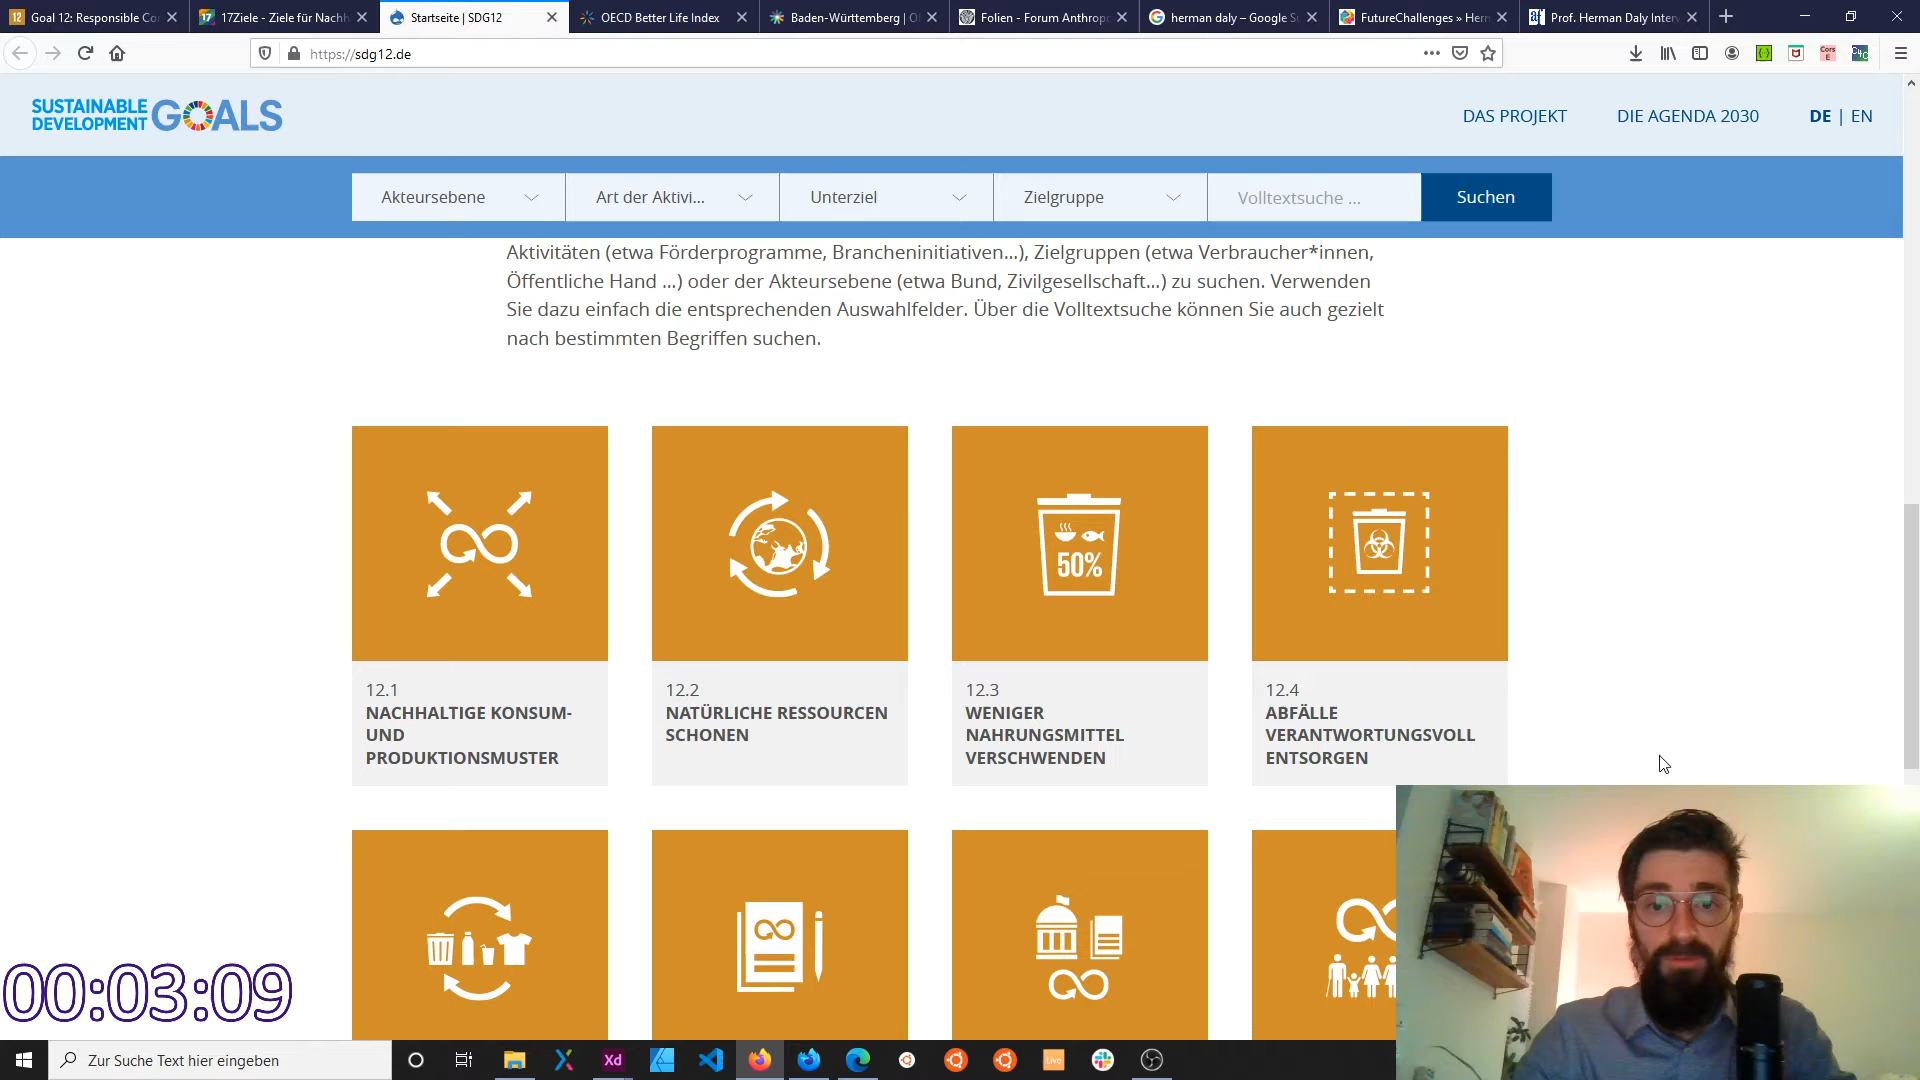 Goal 12: Responsible Co
17Ziele - Ziele für Nachh
Startseite | SDG12
OECD Better Life Index
Baden-Württemberg | O
Folien - Forum Anthrop
herman daly – Google S
FutureChallenges » Her
Prof. Herman Daly Interv
https://sdg12.de
SUSTAINABLE
DEVELOPMENT
GOALS
DAS PROJEKT
DIE AGENDA 2030
DE | EN
Akteursebene
Art der Aktivi...
Unterziel
Zielgruppe
Volltextsuche ...
Suchen
Aktivitäten (etwa Förderprogramme, Brancheninitiativen...), Zielgruppen (etwa Verbraucher*innen,
Öffentliche Hand ...) oder der Akteursebene (etwa Bund, Zivilgesellschaft...) zu suchen. Verwenden
Sie dazu einfach die entsprechenden Auswahlfelder. Über die Volltextsuche können Sie auch gezielt
nach bestimmten Begriffen suchen.
50%
12.1
NACHHALTIGE KONSUM-
UND
PRODUKTIONSMUSTER
12.2
NATÜRLICHE RESSOURCEN
SCHONEN
12.3
WENIGER
NAHRUNGSMITTEL
VERSCHWENDEN
12.4
ABFÄLLE
VERANTWORTUNGSVOLL
ENTSORGEN
00:03:09
Zur Suche Text hier eingeben
Xd
Live